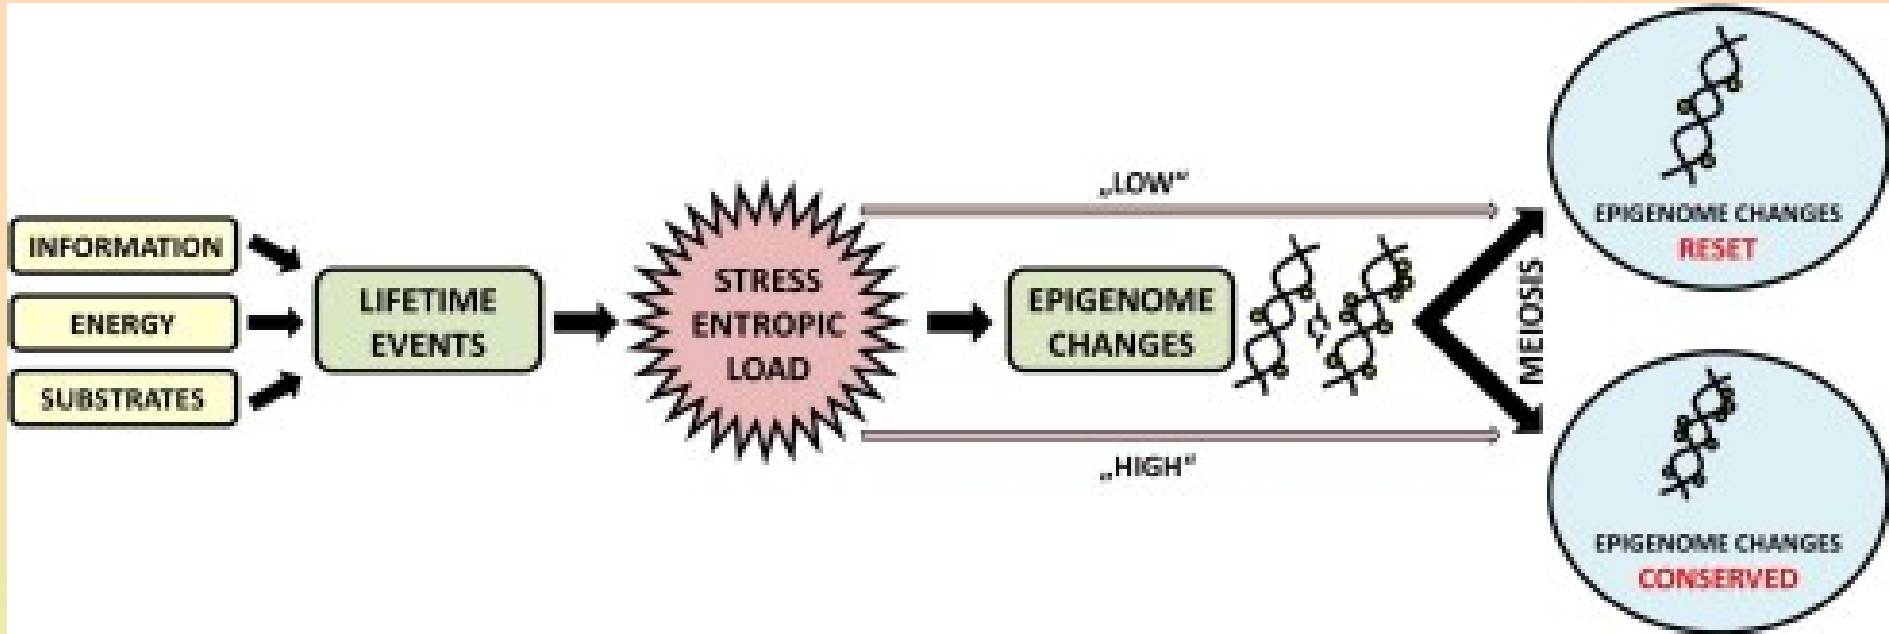 INFORMATION
ENERGY
SUBSTRATES
LIFETIME
EVENTS
STRESS
ENTROPIC
LOAD
„LOW“
„HIGH“
EPIGENOME
CHANGES
MEIOSIS
EPIGENOME CHANGES
RESET
EPIGENOME CHANGES
CONSERVED